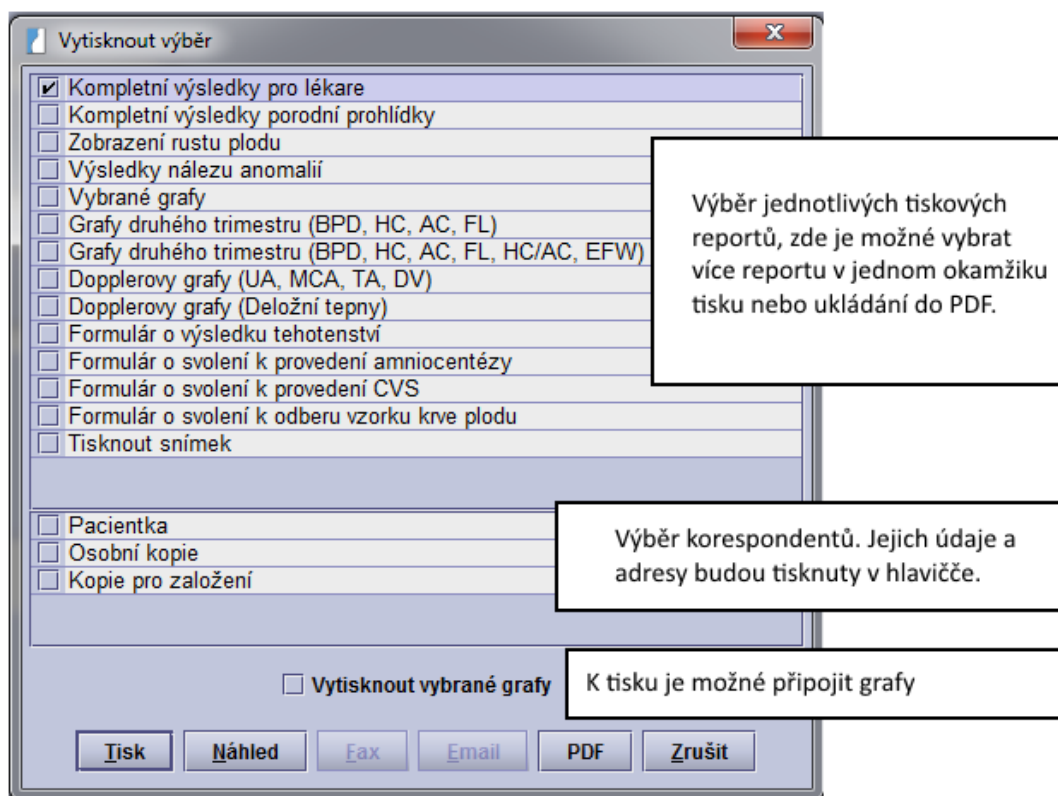 Vytisknout výběr
Kompletní výsledky pro lékare
Kompletní výsledky porodní prohlídky
Zobrazení rustu plodu
Výsledky nálezu anomalií
Vybrané grafy
Grafy druhého trimestru (BPD, HC, AC, FL)
Grafy druhého trimestru (BPD, HC, AC, FL, HC/AC, EFW)
Dopplerovy grafy (UA, MCA, TA, DV)
Dopplerovy grafy (Deložní tepny)
Formulár o výsledku tehotenství
Formulár o svolení k provedení amniocentézy
Formulár o svolení k provedení CVS
Formulár o svolení k odberu vzorku krve plodu
Tisknout snímek
Výběr jednotlivých tiskových
reportů, zde je možné vybrat
více reportu v jednom okamžiku
tisku nebo ukládání do PDF.
Pacientka
Osobní kopie
Kopie pro založení
Výběr korespondentů. Jejich údaje a
adresy budou tisknuty v hlavičče.
Vytisknout vybrané grafy
K tisku je možné připojit grafy
Tisk Náhled Fax Email PDF Zrušit